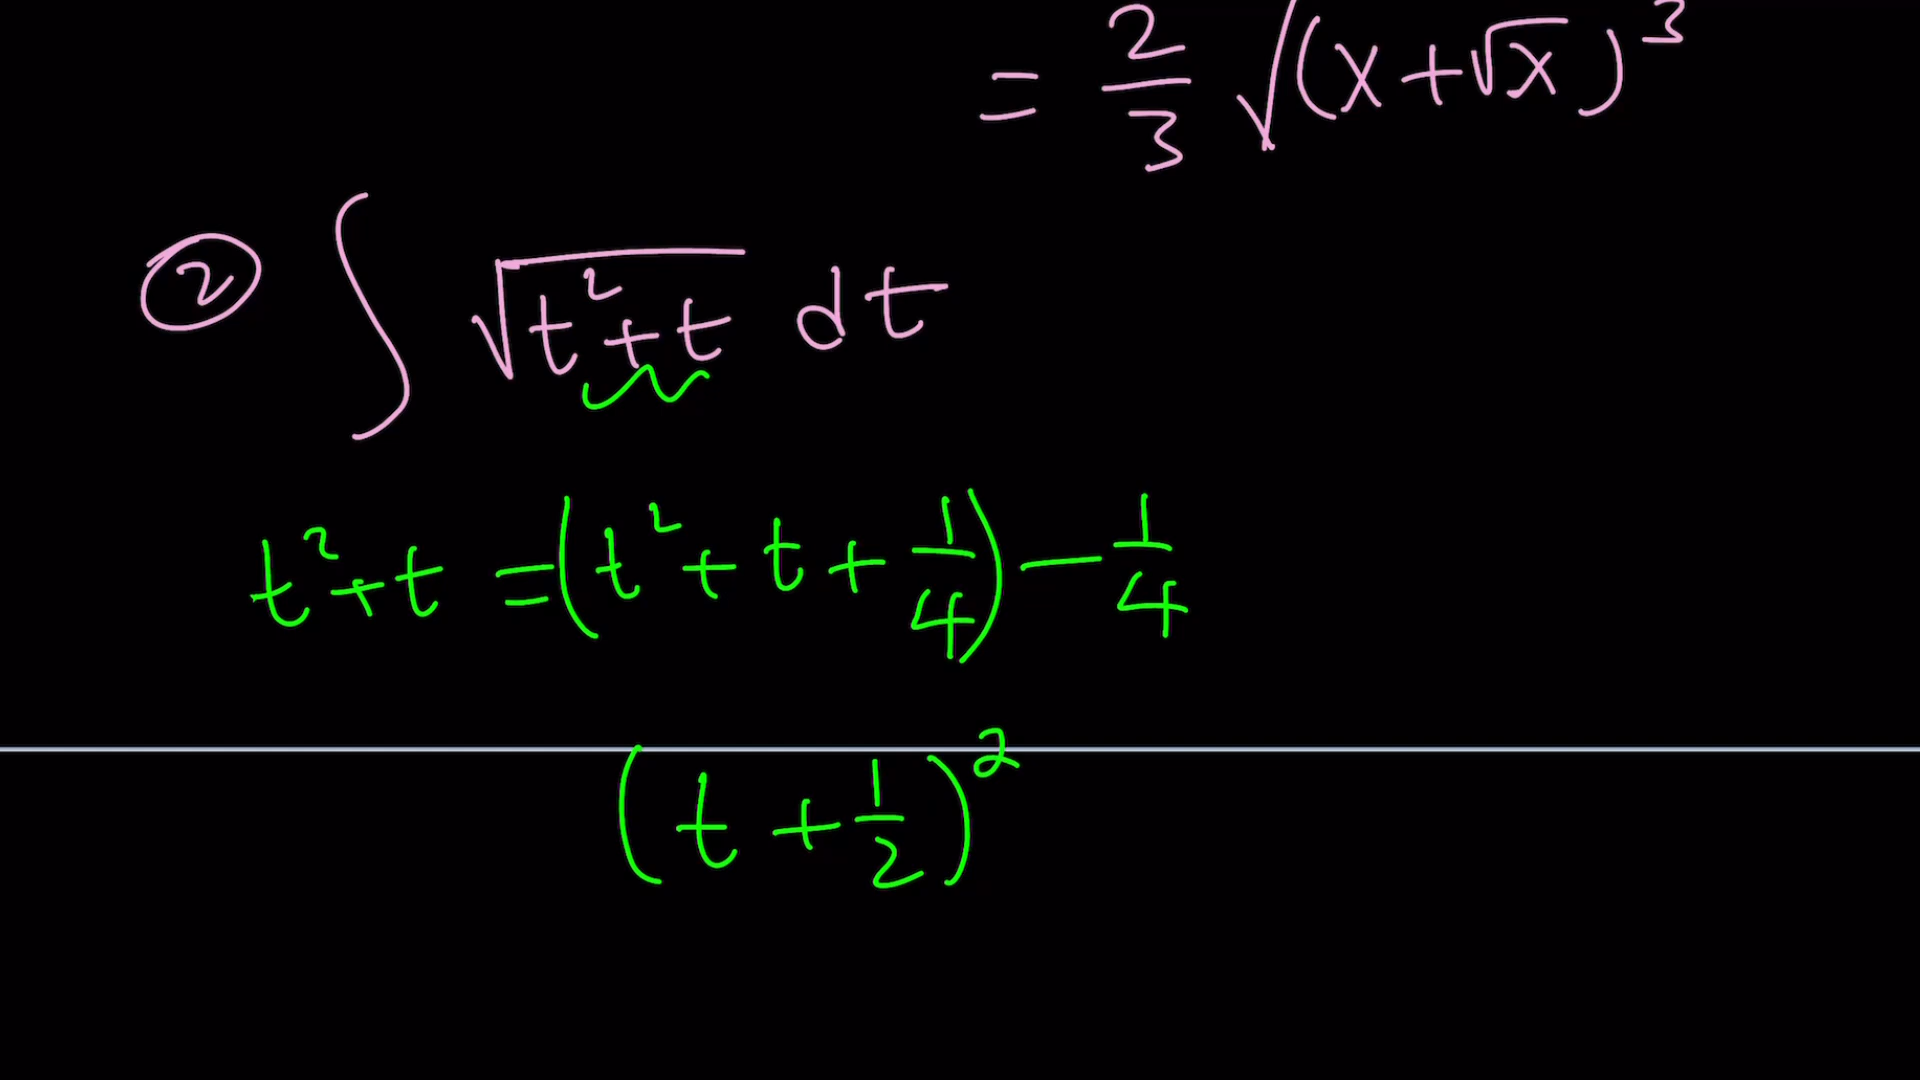 = 2/3 √(x+√x)³
② ∫ √t²+t dt
t²+t = (t²+t+1/4) − 1/4
(t + 1/2)²